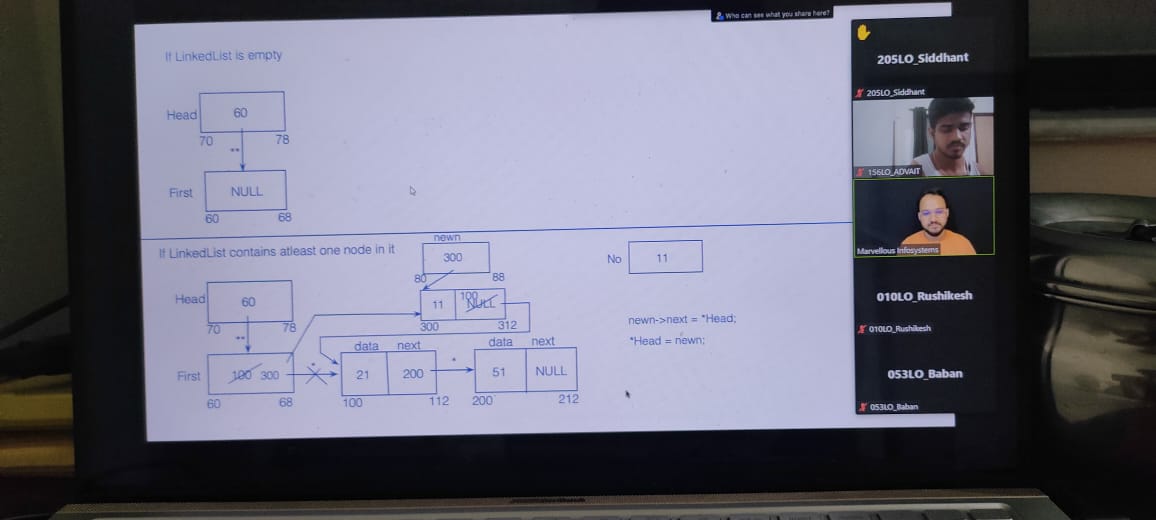 Who can see what you share here?
If LinkedList is empty
Head
60
70
78
**
First
NULL
60
68
If LinkedList contains atleast one node in it
newn
300
80
88
No
11
Head
60
70
78
**
11
100
NULL
300
312
newn->next = *Head;
*Head = newn;
First
100 300
60
68
*
data next
21
200
100
112
*
data next
51
NULL
200
212
205LO_Siddhant
205LO_Siddhant
156LO_ADVAIT
Marvellous Infosystems
010LO_Rushikesh
010LO_Rushikesh
053LO_Baban
053LO_Baban